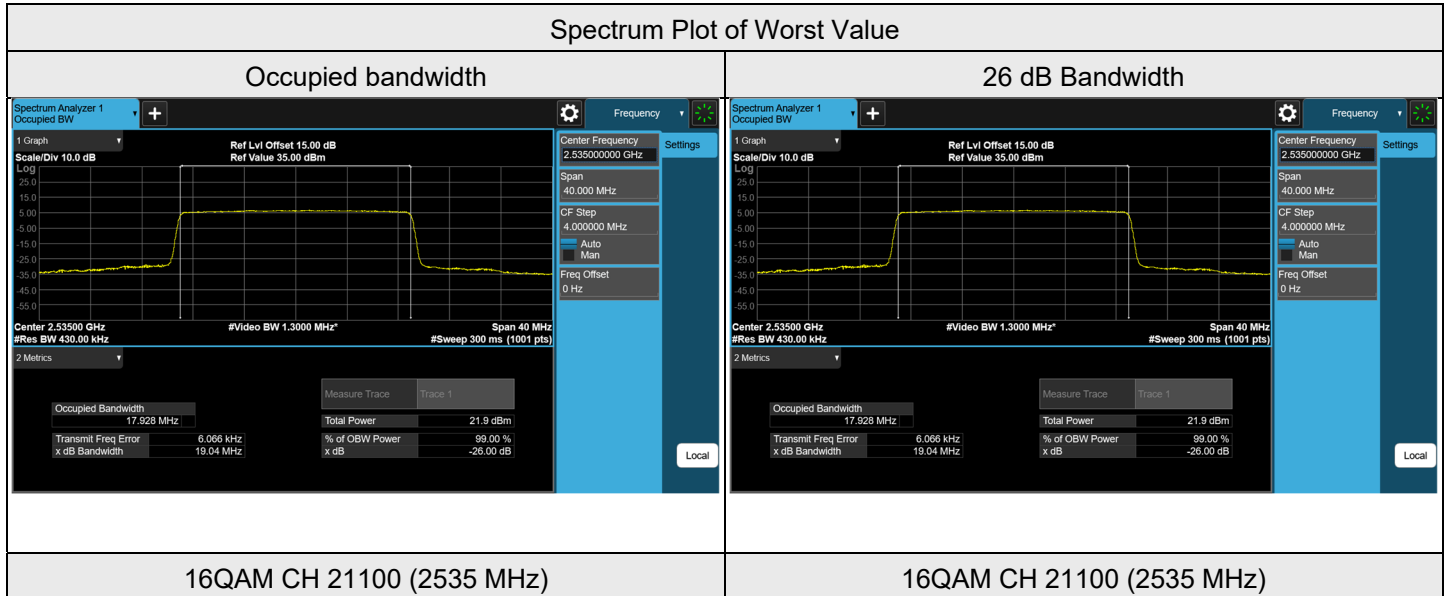 Spectrum Plot of Worst Value
Occupied bandwidth
26 dB Bandwidth
Spectrum Analyzer 1
Occupied BW
+
Frequency
1 Graph
Scale/Div 10.0 dB
Ref Lvl Offset 15.00 dB
Ref Value 35.00 dBm
Log
25.0
15.0
5.00
-5.00
-15.0
-25.0
-35.0
-45.0
-55.0
Center 2.53500 GHz
#Video BW 1.3000 MHz*
Span 40 MHz
#Res BW 430.00 kHz
#Sweep 300 ms (1001 pts)
Center Frequency
2.535000000 GHz
Settings
Span
40.000 MHz
CF Step
4.000000 MHz
Auto
Man
Freq Offset
0 Hz
2 Metrics
Measure Trace Trace 1
Occupied Bandwidth
17.928 MHz
Total Power 21.9 dBm
Transmit Freq Error 6.066 kHz
% of OBW Power 99.00 %
x dB Bandwidth 19.04 MHz
x dB -26.00 dB
Local
Spectrum Analyzer 1
Occupied BW
+
Frequency
1 Graph
Scale/Div 10.0 dB
Ref Lvl Offset 15.00 dB
Ref Value 35.00 dBm
Log
25.0
15.0
5.00
-5.00
-15.0
-25.0
-35.0
-45.0
-55.0
Center 2.53500 GHz
#Video BW 1.3000 MHz*
Span 40 MHz
#Res BW 430.00 kHz
#Sweep 300 ms (1001 pts)
Center Frequency
2.535000000 GHz
Settings
Span
40.000 MHz
CF Step
4.000000 MHz
Auto
Man
Freq Offset
0 Hz
2 Metrics
Measure Trace Trace 1
Occupied Bandwidth
17.928 MHz
Total Power 21.9 dBm
Transmit Freq Error 6.066 kHz
% of OBW Power 99.00 %
x dB Bandwidth 19.04 MHz
x dB -26.00 dB
Local
16QAM CH 21100 (2535 MHz)
16QAM CH 21100 (2535 MHz)